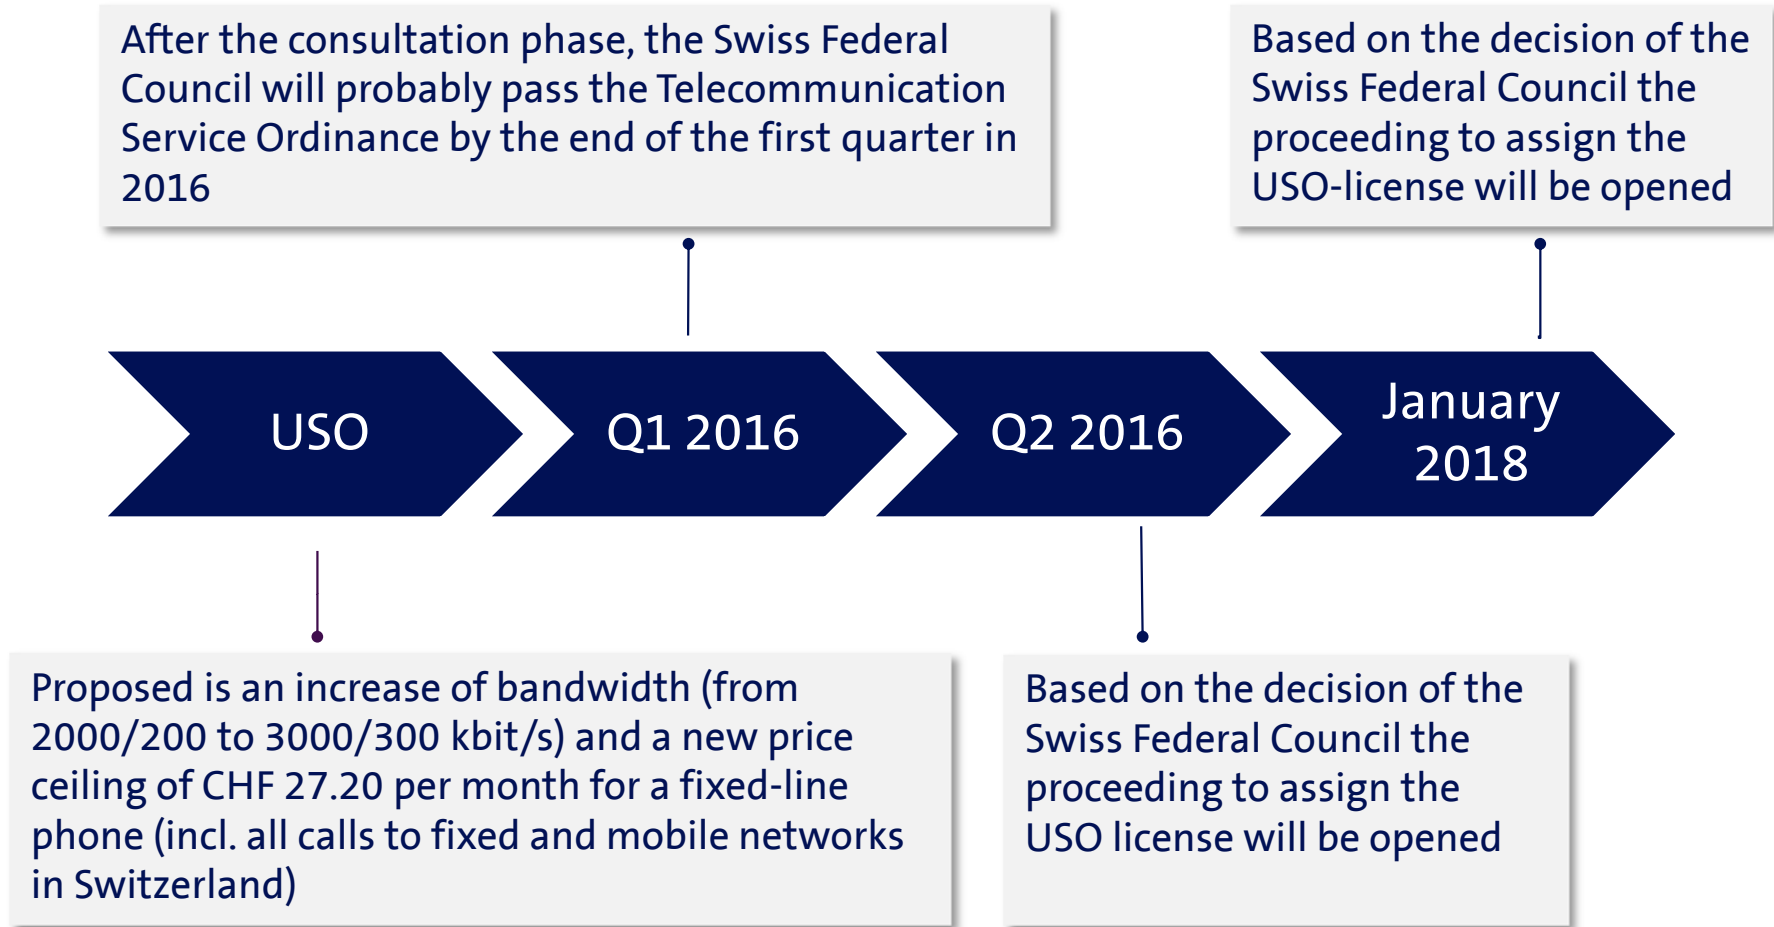 After the consultation phase, the Swiss Federal
Council will probably pass the Telecommunication
Service Ordinance by the end of the first quarter in
2016
Based on the decision of the
Swiss Federal Council the
proceeding to assign the
USO-license will be opened
USO
Q1 2016
Q2 2016
January
2018
Proposed is an increase of bandwidth (from
2000/200 to 3000/300 kbit/s) and a new price
ceiling of CHF 27.20 per month for a fixed-line
phone (incl. all calls to fixed and mobile networks
in Switzerland)
Based on the decision of the
Swiss Federal Council the
proceeding to assign the
USO license will be opened